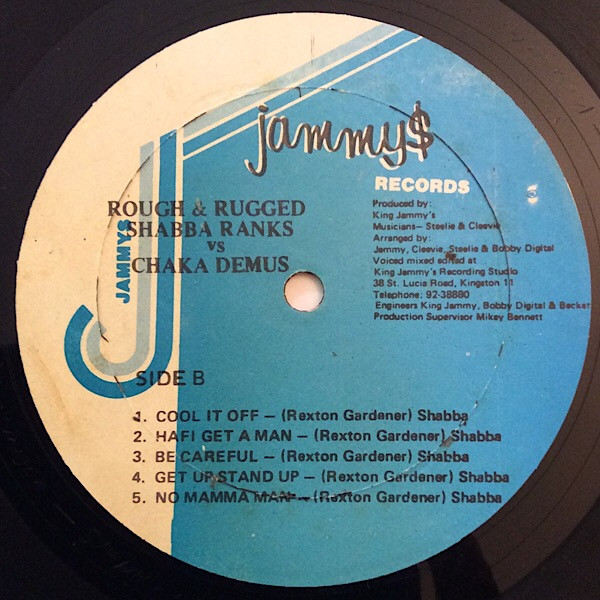 jammy$
RECORDS
ROUGH & RUGGED
SHABBA RANKS
VS
CHAKA DEMUS
JAMMYS
Produced by:
King Jammy's
Musicians- Steelie & Cleevie
Arranged by:
Jammy, Cleevie, Steelie & Bobby Digital
Voiced mixed edited at
King Jammy's Recording Studio
38 St. Lucia Road, Kingston 11
Telephone: 92-38880
Engineers King Jammy, Bobby Digital & Becket
Production Supervisor Mikey Bennett
SIDE B
1. COOL IT OFF – (Rexton Gardener) Shabba
2. HAFI GET A MAN – (Rexton Gardener) Shabba
3. BE CAREFUL – (Rexton Gardener) Shabba
4. GET UP STAND UP – (Rexton Gardener) Shabba
5. NO MAMMA MAN – (Rexton Gardener) Shabba